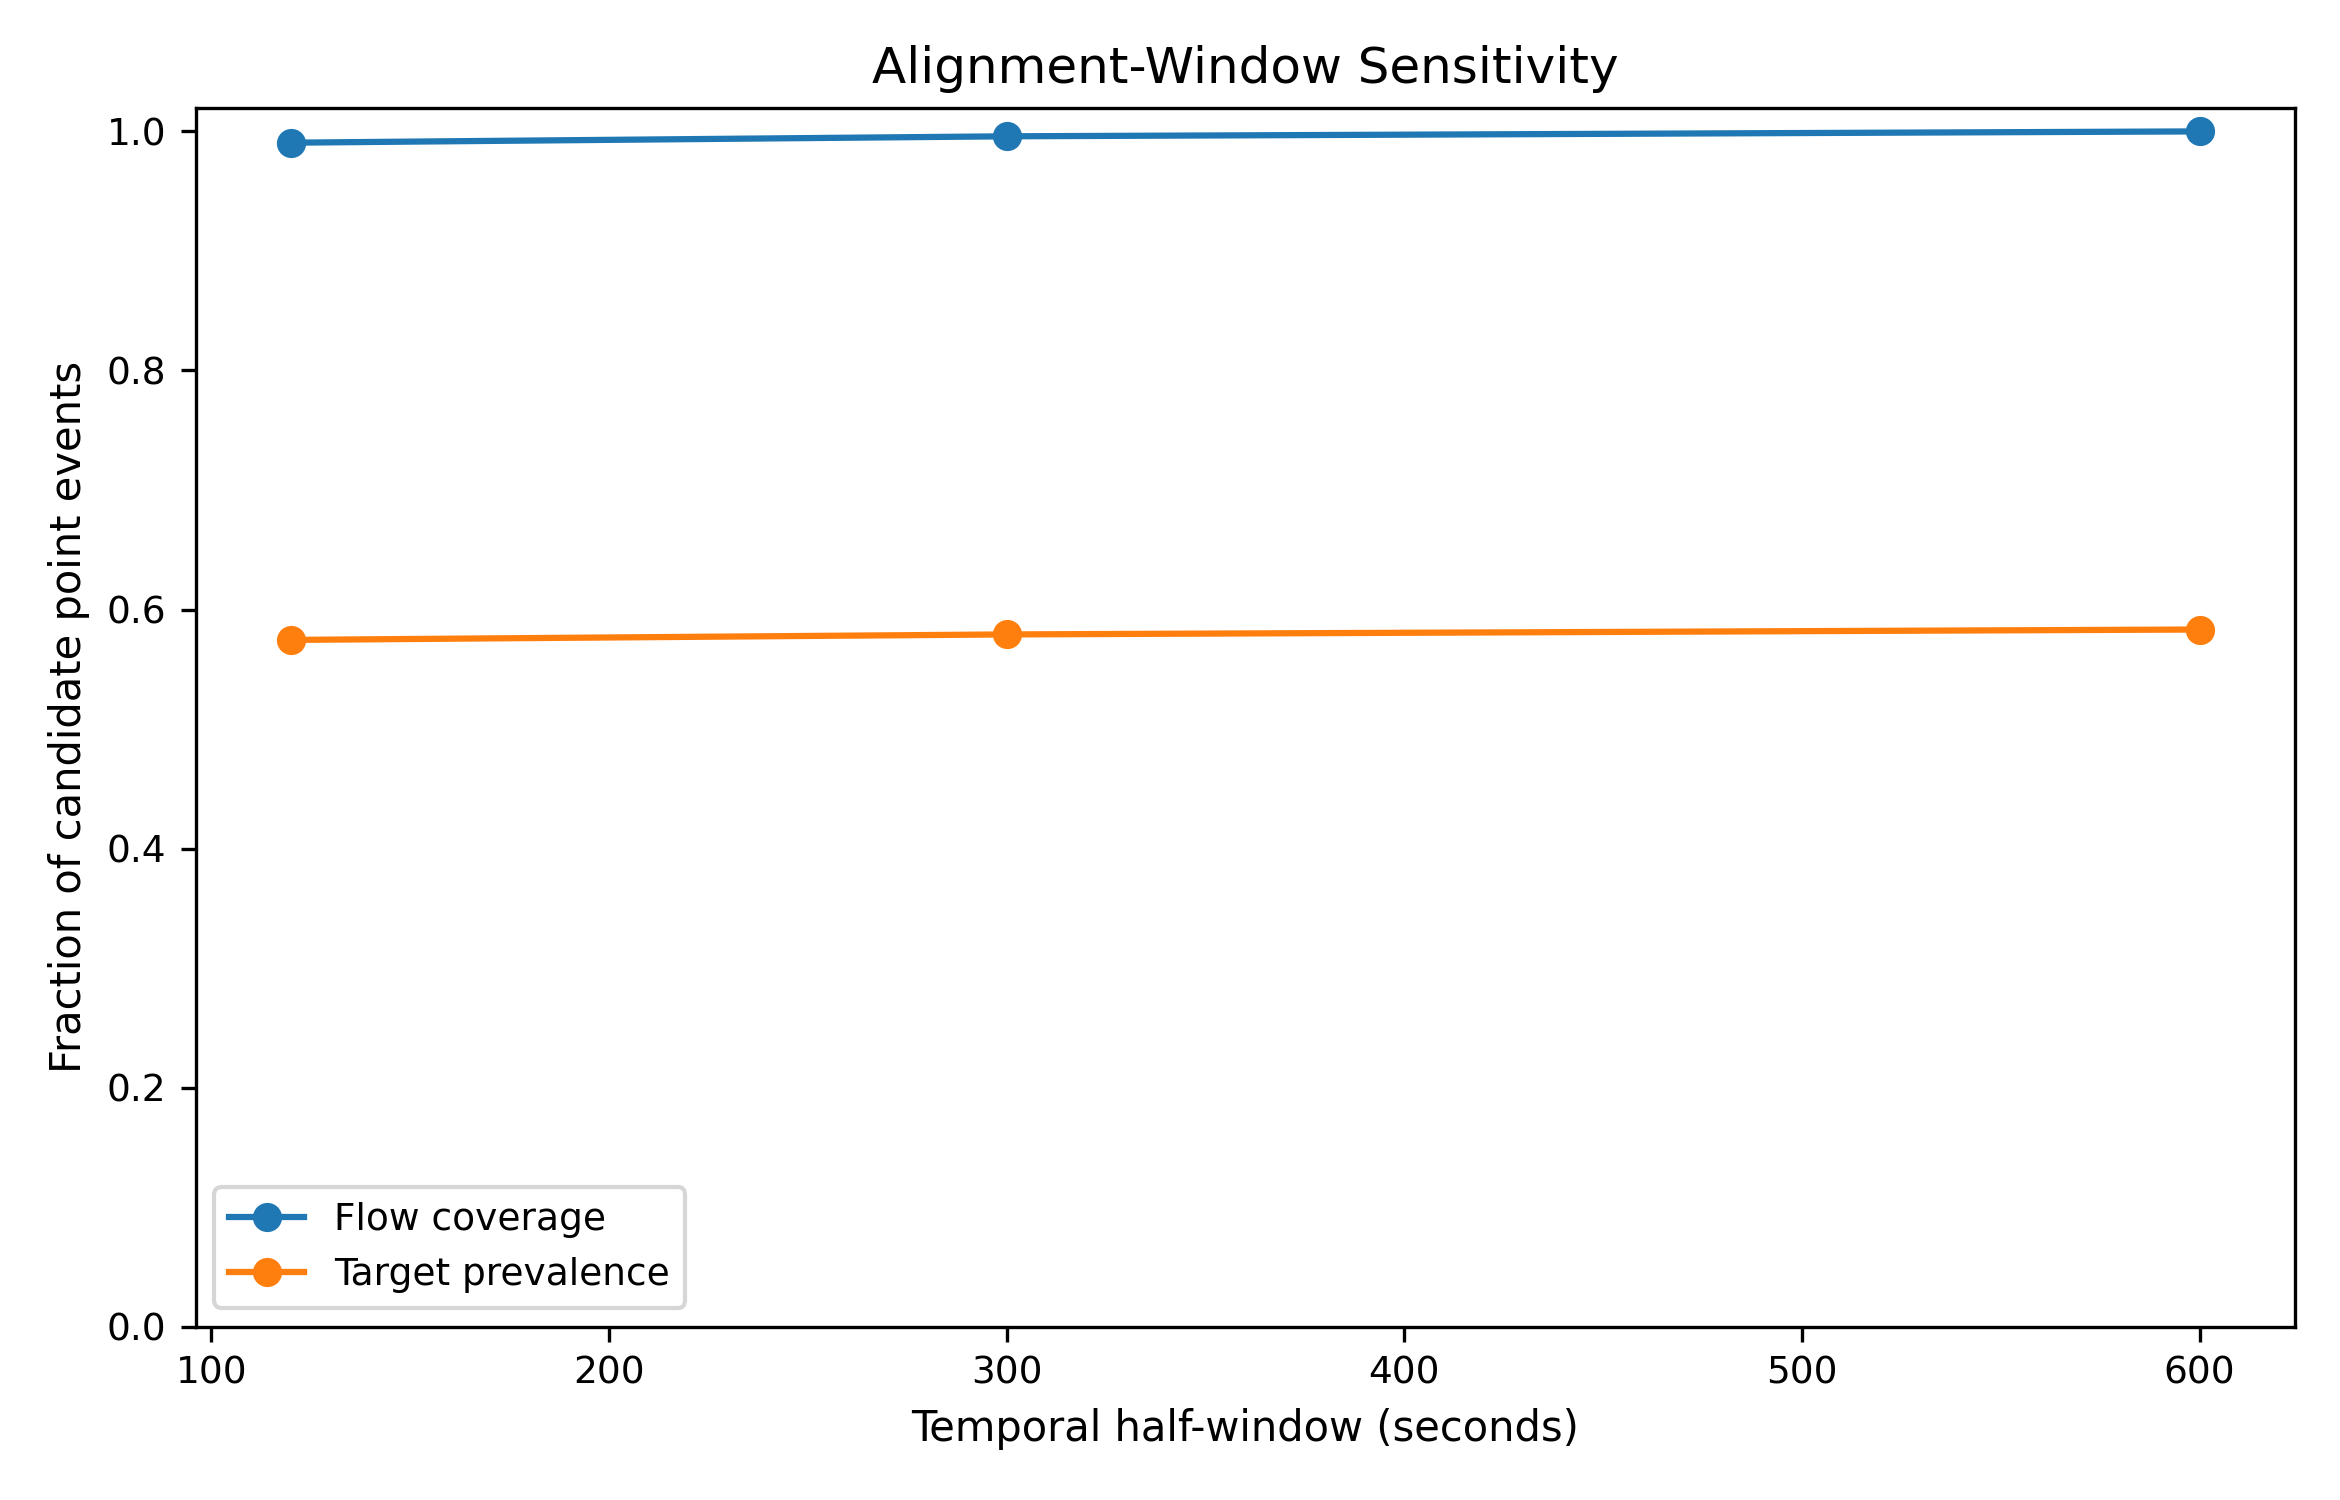 Alignment-Window Sensitivity
Fraction of candidate point events
1.0
0.8
0.6
0.4
0.2
0.0
Flow coverage
Target prevalence
100 200 300 400 500 600
Temporal half-window (seconds)